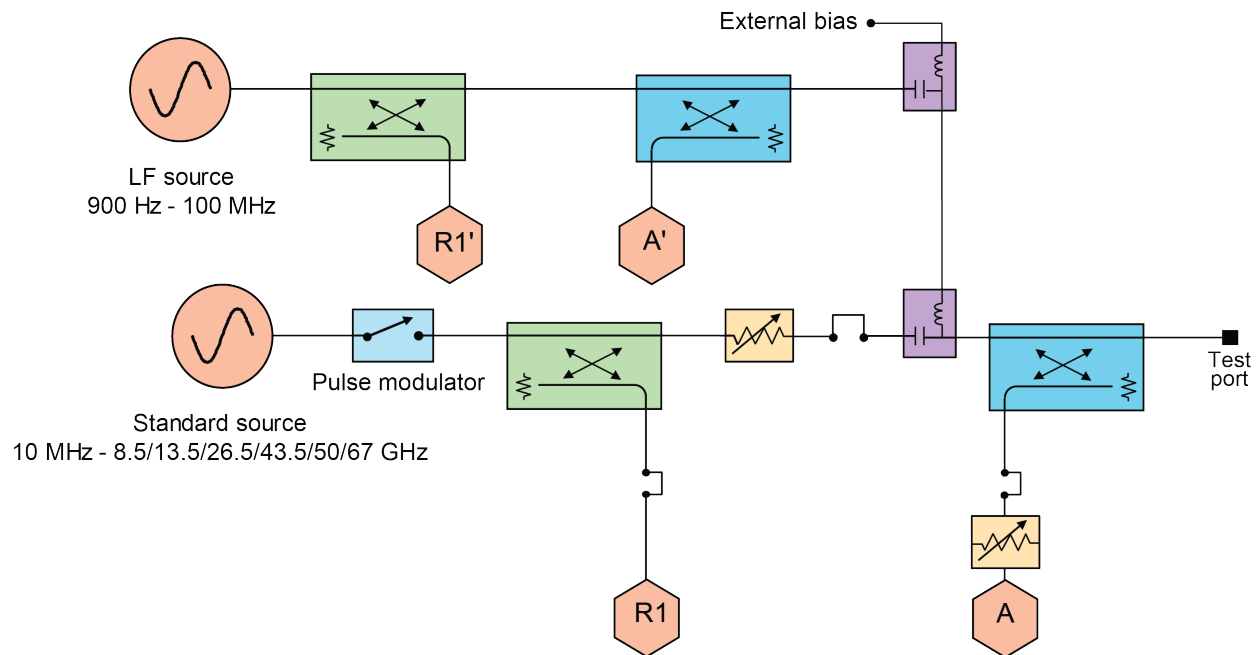 External bias
LF source
900 Hz - 100 MHz
R1'
A'
Pulse modulator
Test
port
Standard source
10 MHz - 8.5/13.5/26.5/43.5/50/67 GHz
R1
A